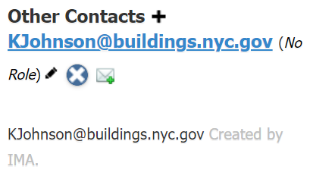 Other Contacts +
KJohnson@buildings.nyc.gov (No
Role)
KJohnson@buildings.nyc.gov Created by
IMA.